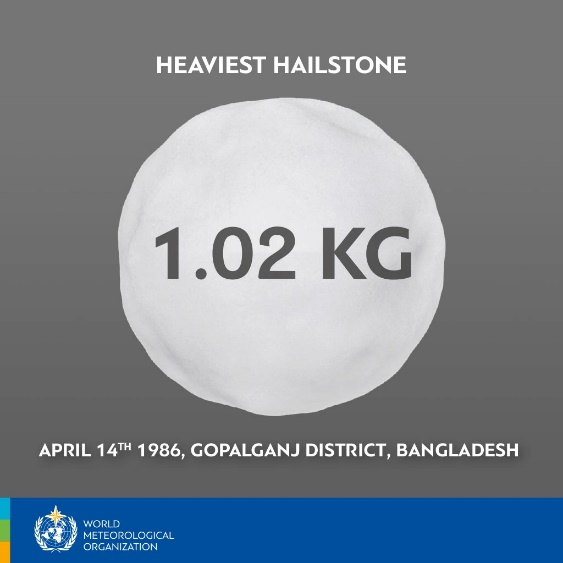 HEAVIEST HAILSTONE
1.02 KG
APRIL 14TH 1986, GOPALGANJ DISTRICT, BANGLADESH
WORLD
METEOROLOGICAL
ORGANIZATION